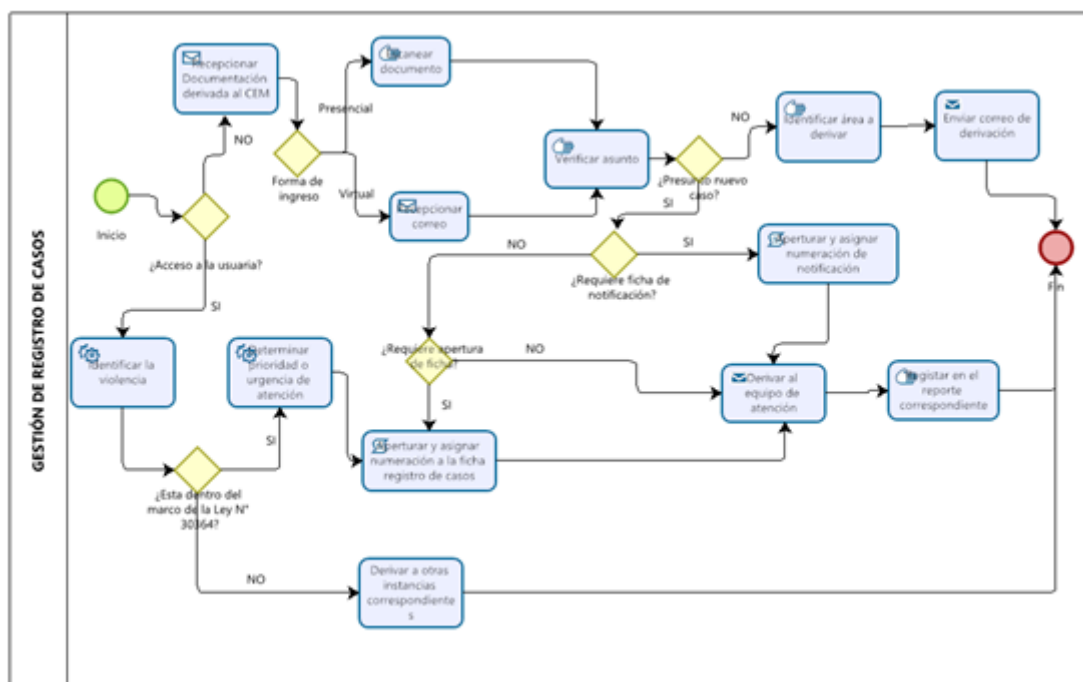 GESTIÓN DE REGISTRO DE CASOS
Inicio
¿Acceso a la usuaria?
NO
Recepcionar
Documentación
derivada al CEM
Forma de
ingreso
Presencial
Escanear
documento
Virtual
Recepcionar
correo
Verificar asunto
¿Presunto nuevo
caso?
NO
Identificar área a
derivar
Enviar correo de
derivación
Fin
SI
¿Requiere ficha de
notificación?
SI
Aperturar y asignar
numeración de
notificación
NO
¿Requiere apertura
de ficha?
NO
Derivar al
equipo de
atención
Registar en el
reporte
correspondiente
SI
Aperturar y asignar
numeración a la ficha
registro de casos
SI
Identificar la
violencia
¿Esta dentro del
marco de la Ley N°
30364?
SI
Determinar
prioridad o
urgencia de
atención
NO
Derivar a otras
instancias
correspondiente
s